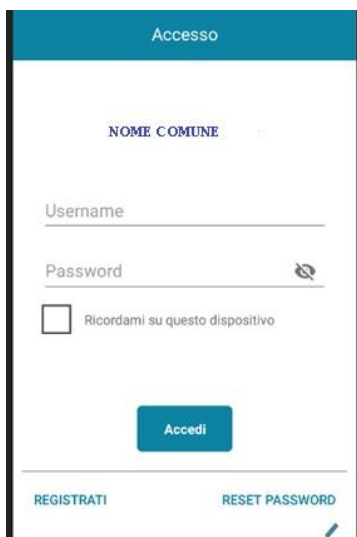 Accesso
NOME COMUNE
Username
Password
Ricordami su questo dispositivo
Accedi
REGISTRATI RESET PASSWORD